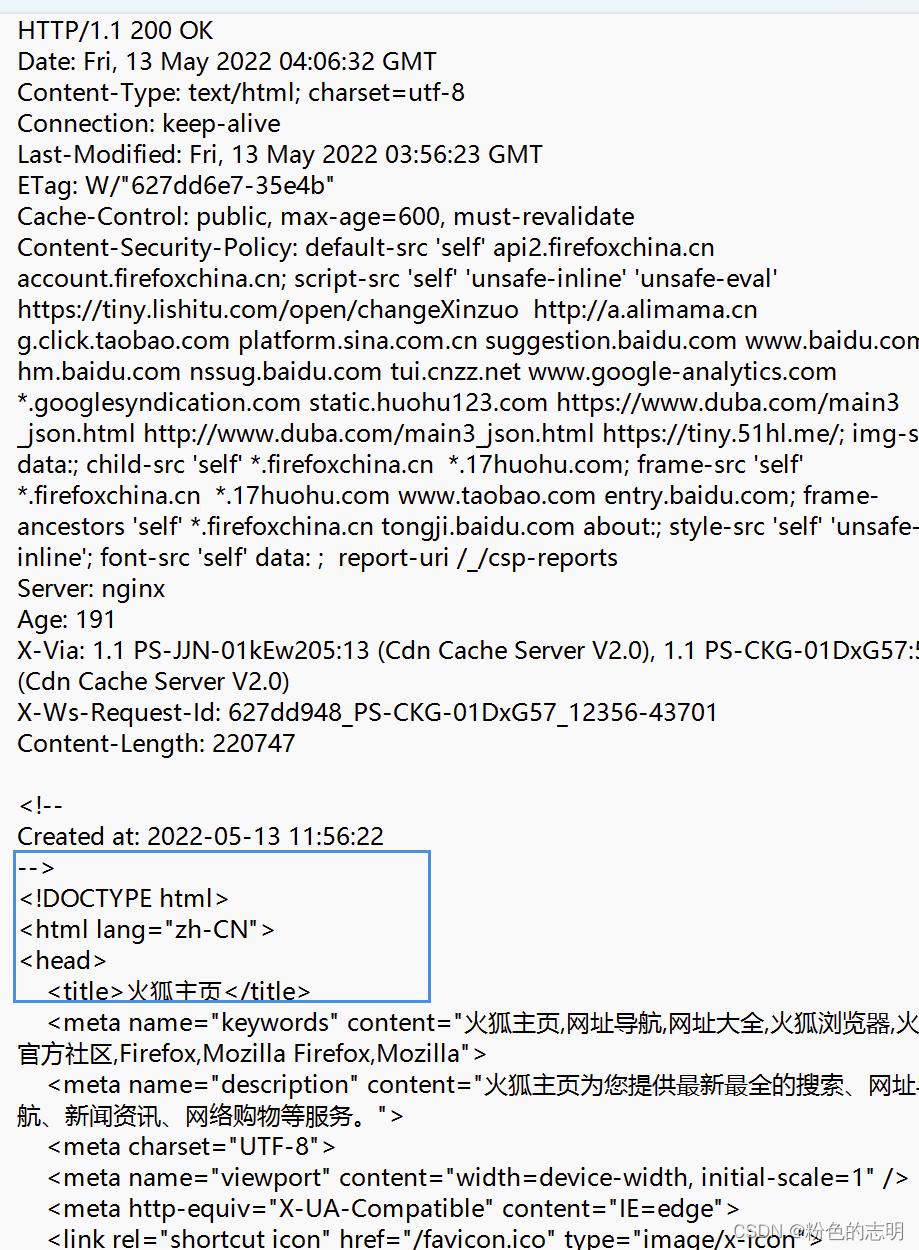 HTTP/1.1 200 OK
Date: Fri, 13 May 2022 04:06:32 GMT
Content-Type: text/html; charset=utf-8
Connection: keep-alive
Last-Modified: Fri, 13 May 2022 03:56:23 GMT
ETag: W/"627dd6e7-35e4b"
Cache-Control: public, max-age=600, must-revalidate
Content-Security-Policy: default-src 'self' api2.firefoxchina.cn
account.firefoxchina.cn; script-src 'self' 'unsafe-inline' 'unsafe-eval'
https://tiny.lishitu.com/open/changeXinzuo  http://a.alimama.cn
g.click.taobao.com platform.sina.com.cn suggestion.baidu.com www.baidu.com
hm.baidu.com nssug.baidu.com tui.cnzz.net www.google-analytics.com
*.googlesyndication.com static.huohu123.com https://www.duba.com/main3
_json.html http://www.duba.com/main3_json.html https://tiny.51hl.me/; img-s
data:; child-src 'self' *.firefoxchina.cn  *.17huohu.com; frame-src 'self'
*.firefoxchina.cn  *.17huohu.com www.taobao.com entry.baidu.com; frame-
ancestors 'self' *.firefoxchina.cn tongji.baidu.com about:; style-src 'self' 'unsafe-
inline'; font-src 'self' data: ;  report-uri /_/csp-reports
Server: nginx
Age: 191
X-Via: 1.1 PS-JJN-01kEw205:13 (Cdn Cache Server V2.0), 1.1 PS-CKG-01DxG57:
(Cdn Cache Server V2.0)
X-Ws-Request-Id: 627dd948_PS-CKG-01DxG57_12356-43701
Content-Length: 220747
<!--
Created at: 2022-05-13 11:56:22
-->
<!DOCTYPE html>
<html lang="zh-CN">
<head>
<title>火狐主页</title>
<meta name="keywords" content="火狐主页,网址导航,网址大全,火狐浏览器,火
官方社区,Firefox,Mozilla Firefox,Mozilla">
<meta name="description" content="火狐主页为您提供最新最全的搜索、网址
航、新闻资讯、网络购物等服务。">
<meta charset="UTF-8">
<meta name="viewport" content="width=device-width, initial-scale=1" />
<meta http-equiv="X-UA-Compatible" content="IE=edge">
<link rel="shortcut icon" href="/favicon.ico" type="image/x-icon">
CSDN @粉色的志明